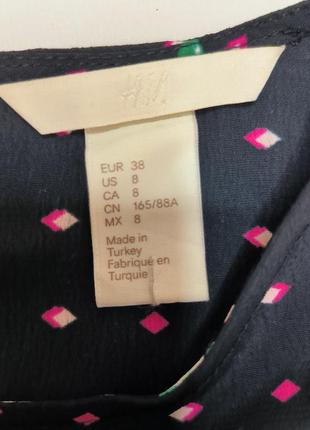 H&M
EUR 38
US 8
CA 8
CN 165/88A
MX 8
Made in
Turkey
Fabriqué en
Turquie